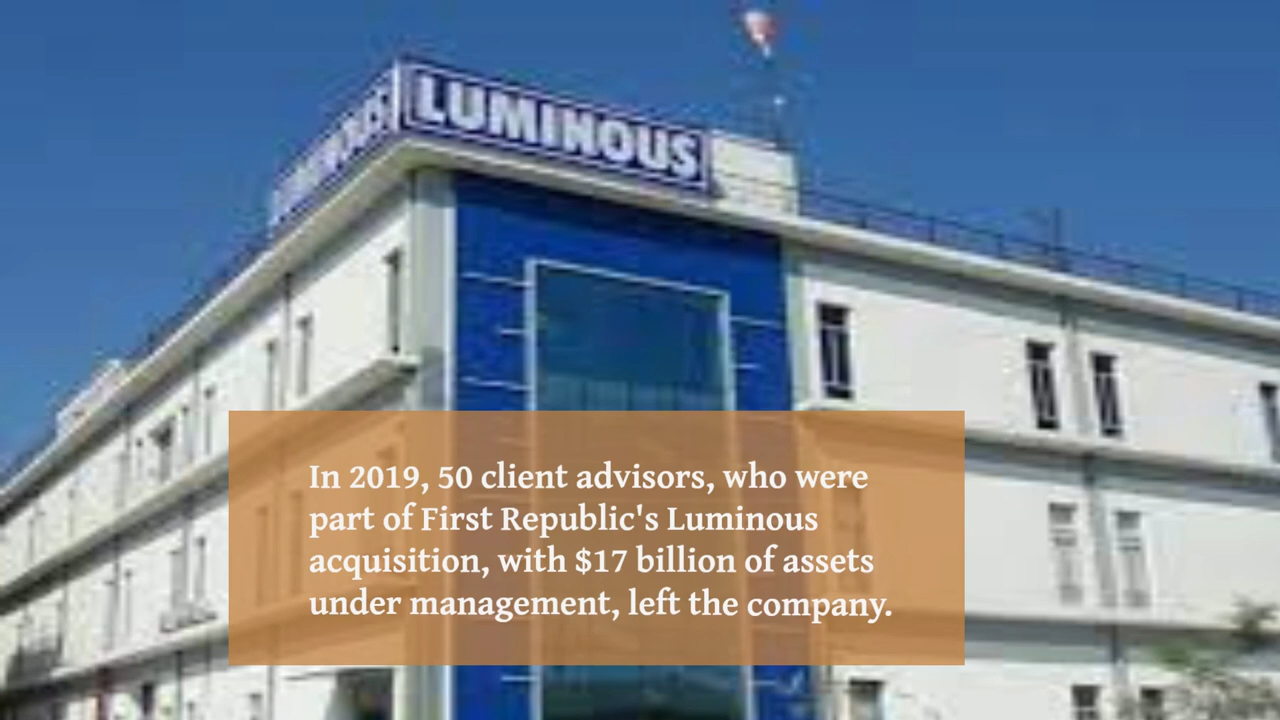 LUMINOUS
LUMINOUS
In 2019, 50 client advisors, who were
part of First Republic's Luminous
acquisition, with $17 billion of assets
under management, left the company.